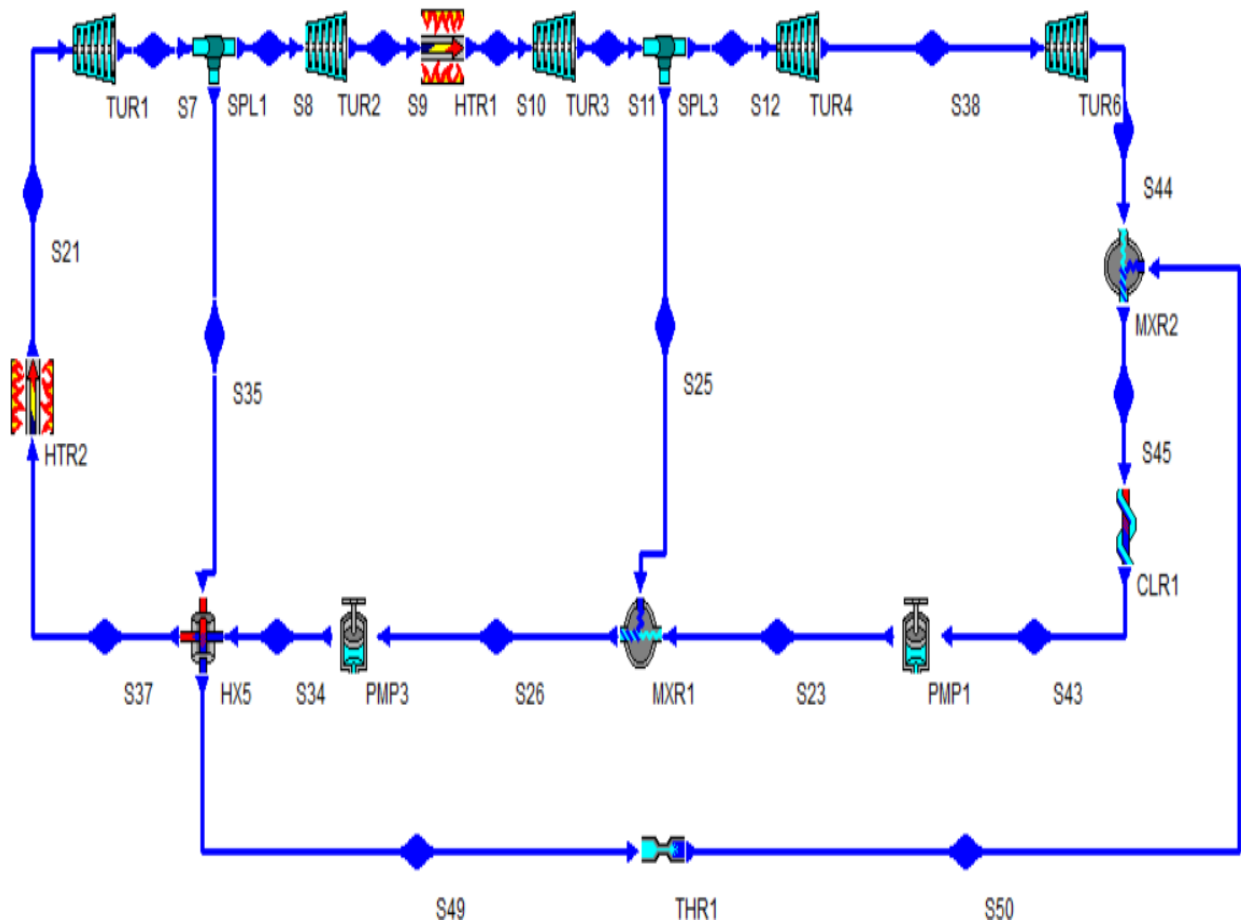 TUR1
S7
SPL1
S8
TUR2
S9
HTR1
S10
TUR3
S11
SPL3
S12
TUR4
S38
TUR6
S44
S21
MXR2
S35
S25
HTR2
S45
CLR1
S37
HX5
S34
PMP3
S26
MXR1
S23
PMP1
S43
S49
THR1
S50